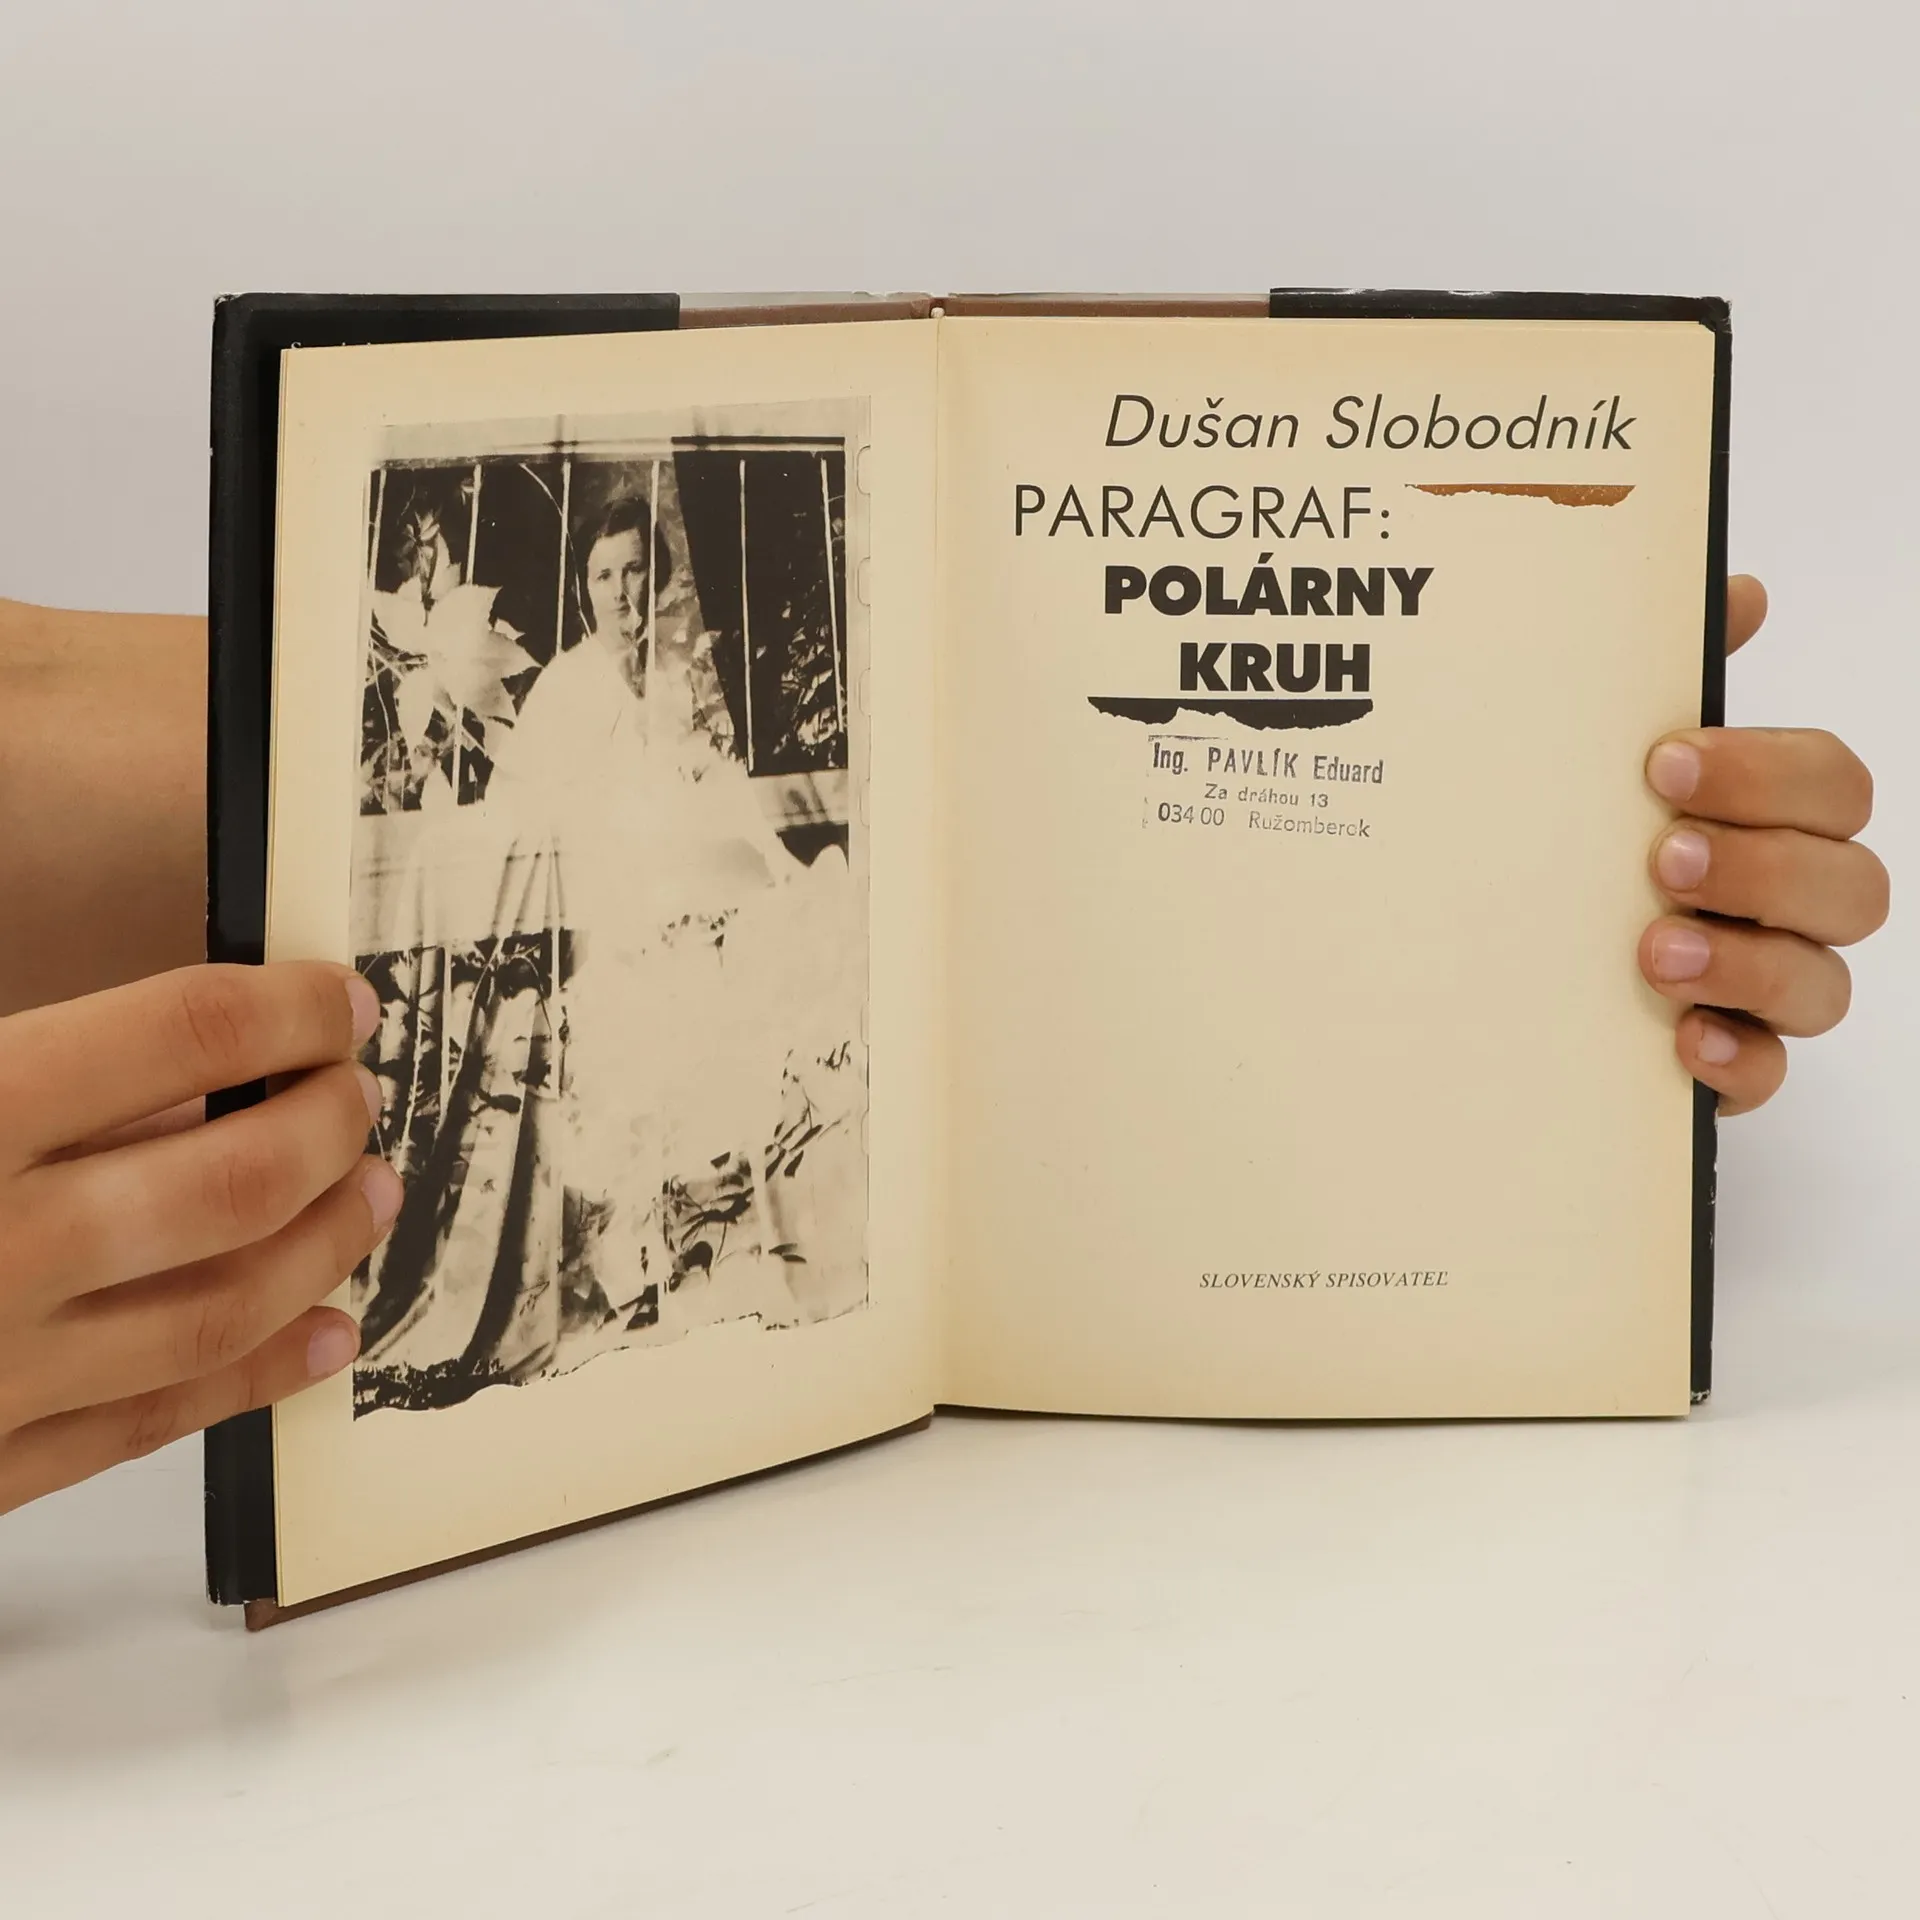 Dušan Slobodník
PARAGRAF:
POLÁRNY
KRUH
Ing. PAVLÍK Eduard
Za dráhou 13
034 00 Ružomberok
SLOVENSKÝ SPISOVATEĽ